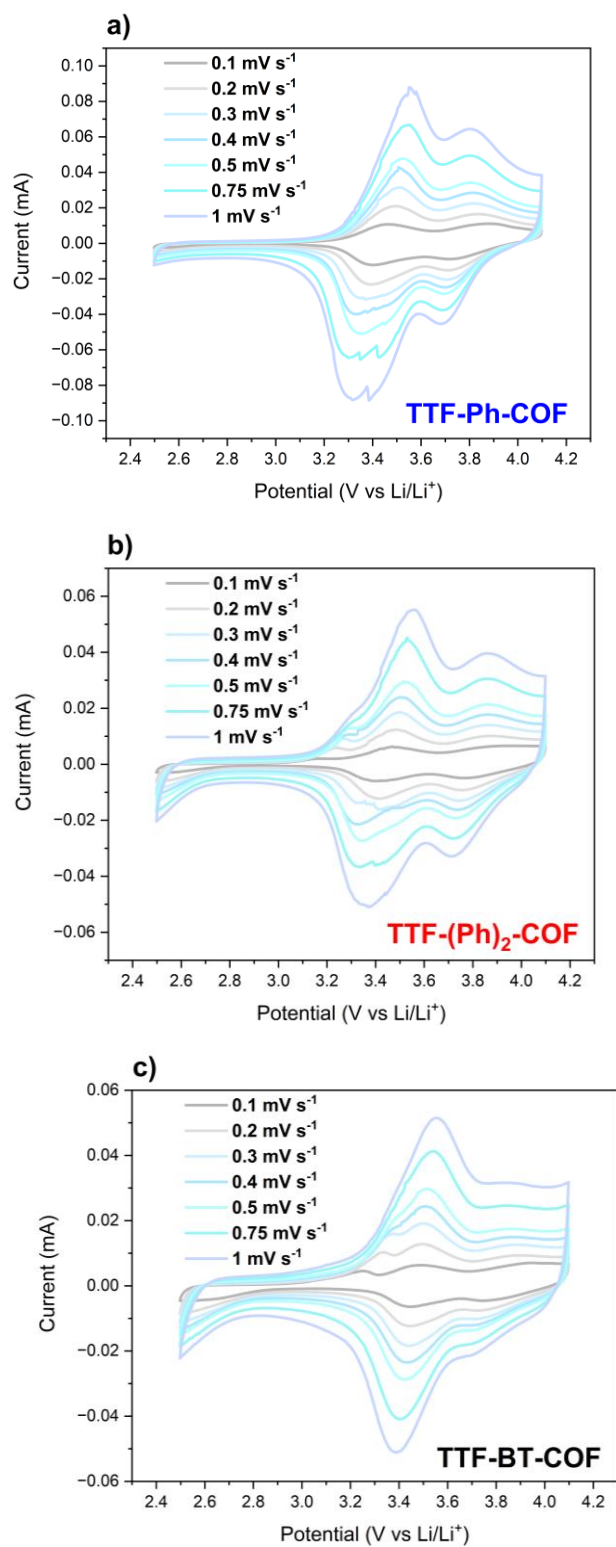 a)
0.1 mV s⁻¹
0.2 mV s⁻¹
0.3 mV s⁻¹
0.4 mV s⁻¹
0.5 mV s⁻¹
0.75 mV s⁻¹
1 mV s⁻¹
0.10
0.08
0.06
0.04
0.02
0.00
−0.02
−0.04
−0.06
−0.08
−0.10
Current (mA)
TTF-Ph-COF
2.4 2.6 2.8 3.0 3.2 3.4 3.6 3.8 4.0 4.2
Potential (V vs Li/Li⁺)
b)
0.1 mV s⁻¹
0.2 mV s⁻¹
0.3 mV s⁻¹
0.4 mV s⁻¹
0.5 mV s⁻¹
0.75 mV s⁻¹
1 mV s⁻¹
0.06
0.04
0.02
0.00
−0.02
−0.04
−0.06
Current (mA)
TTF-(Ph)₂-COF
2.4 2.6 2.8 3.0 3.2 3.4 3.6 3.8 4.0 4.2
Potential (V vs Li/Li⁺)
c)
0.1 mV s⁻¹
0.2 mV s⁻¹
0.3 mV s⁻¹
0.4 mV s⁻¹
0.5 mV s⁻¹
0.75 mV s⁻¹
1 mV s⁻¹
0.06
0.04
0.02
0.00
−0.02
−0.04
−0.06
Current (mA)
TTF-BT-COF
2.4 2.6 2.8 3.0 3.2 3.4 3.6 3.8 4.0 4.2
Potential (V vs Li/Li⁺)